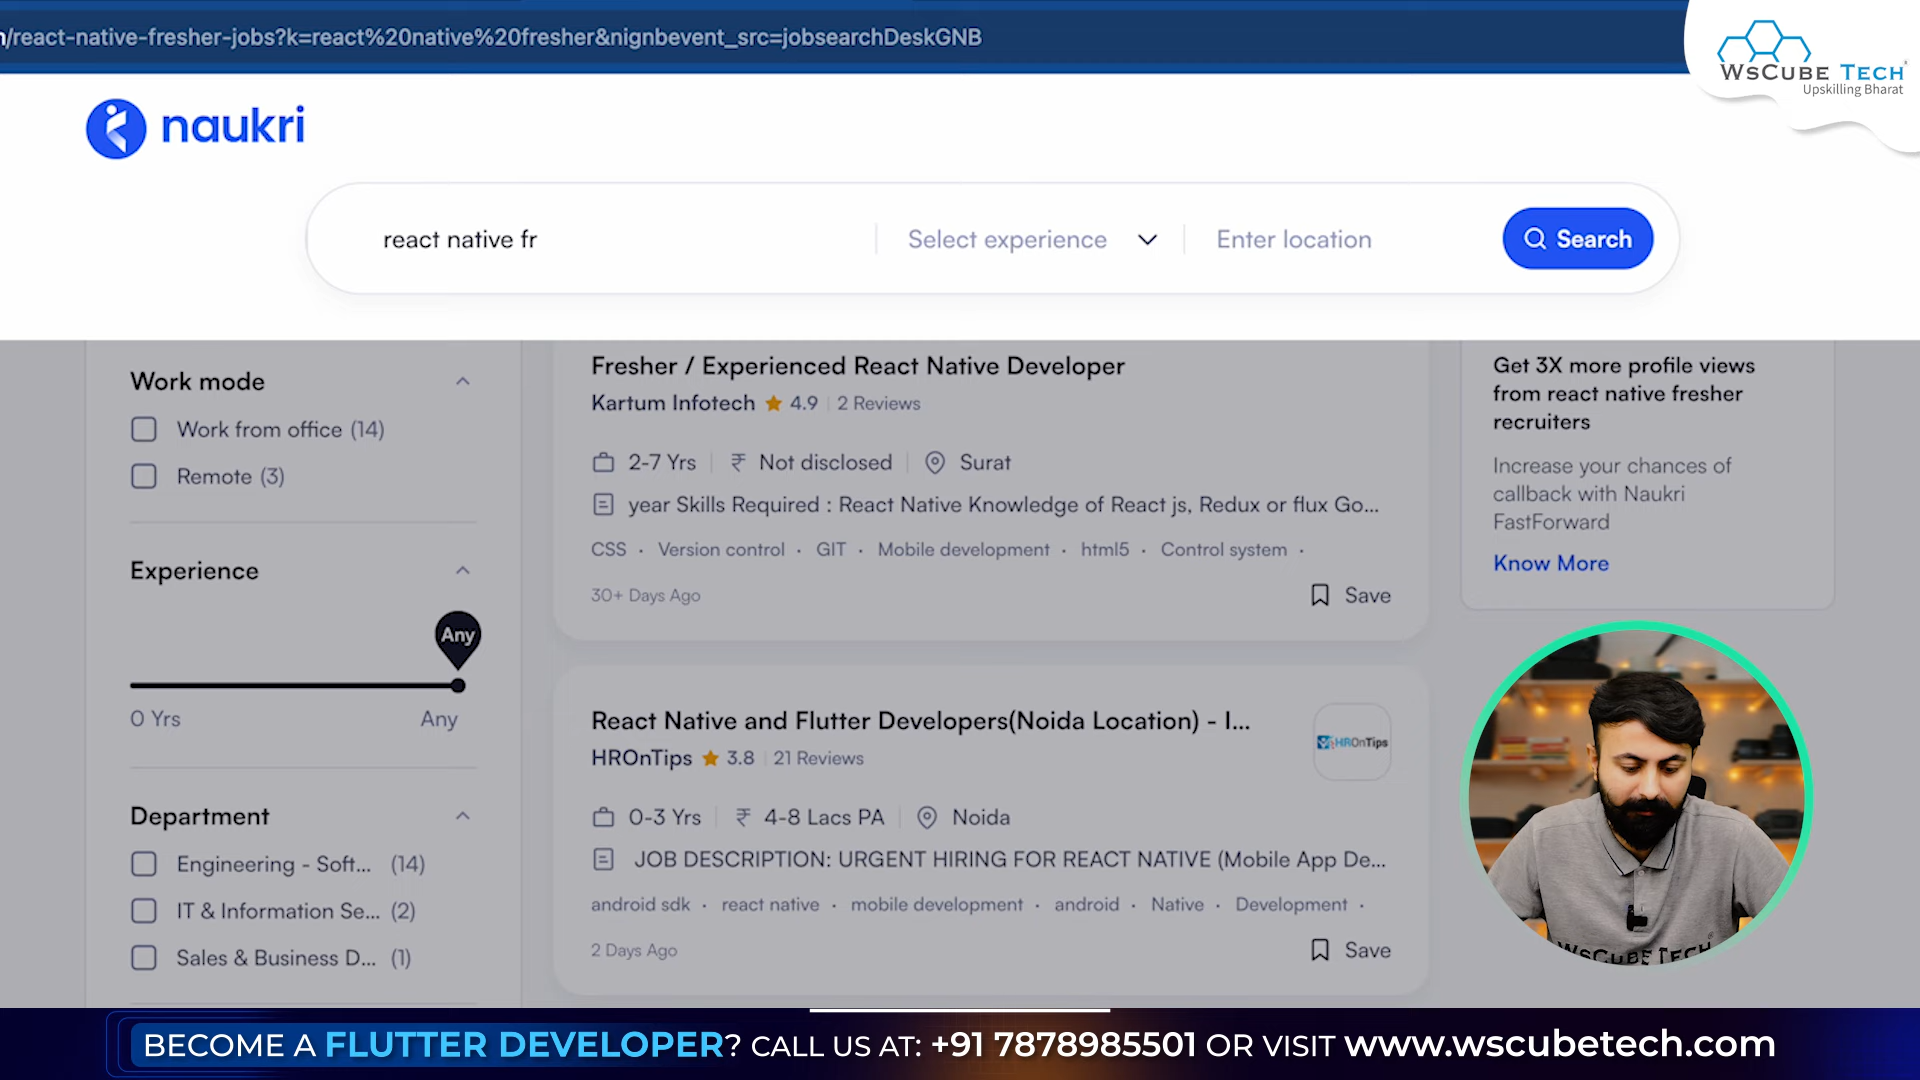 /react-native-fresher-jobs?k=react%20native%20fresher&nignbevent_src=jobsearchDeskGNB
WsCube Tech
Upskilling Bharat
naukri
react native fr
Select experience
Enter location
Search
Work mode
Work from office (14)
Remote (3)
Experience
Any
0 Yrs
Any
Department
Engineering - Soft... (14)
IT & Information Se... (2)
Sales & Business D... (1)
Fresher / Experienced React Native Developer
Kartum Infotech 4.9 | 2 Reviews
2-7 Yrs | ₹ Not disclosed | Surat
year Skills Required : React Native Knowledge of React js, Redux or flux Go...
CSS · Version control · GIT · Mobile development · html5 · Control system ·
30+ Days Ago
Save
React Native and Flutter Developers(Noida Location) - I...
HROnTips 3.8 | 21 Reviews
HROnTips
0-3 Yrs | ₹ 4-8 Lacs PA | Noida
JOB DESCRIPTION: URGENT HIRING FOR REACT NATIVE (Mobile App De...
android sdk · react native · mobile development · android · Native · Development ·
2 Days Ago
Save
Get 3X more profile views
from react native fresher
recruiters
Increase your chances of
callback with Naukri
FastForward
Know More
WsCube Tech
BECOME A FLUTTER DEVELOPER? CALL US AT: +91 7878985501 OR VISIT www.wscubetech.com